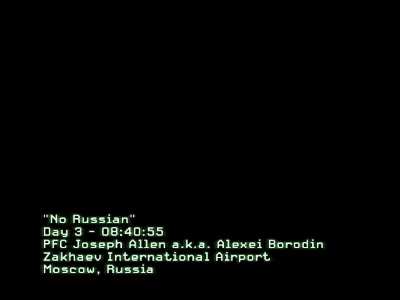 "No Russian"
Day 3 - 08:40:55
PFC Joseph Allen a.k.a. Alexei Borodin
Zakhaev International Airport
Moscow, Russia